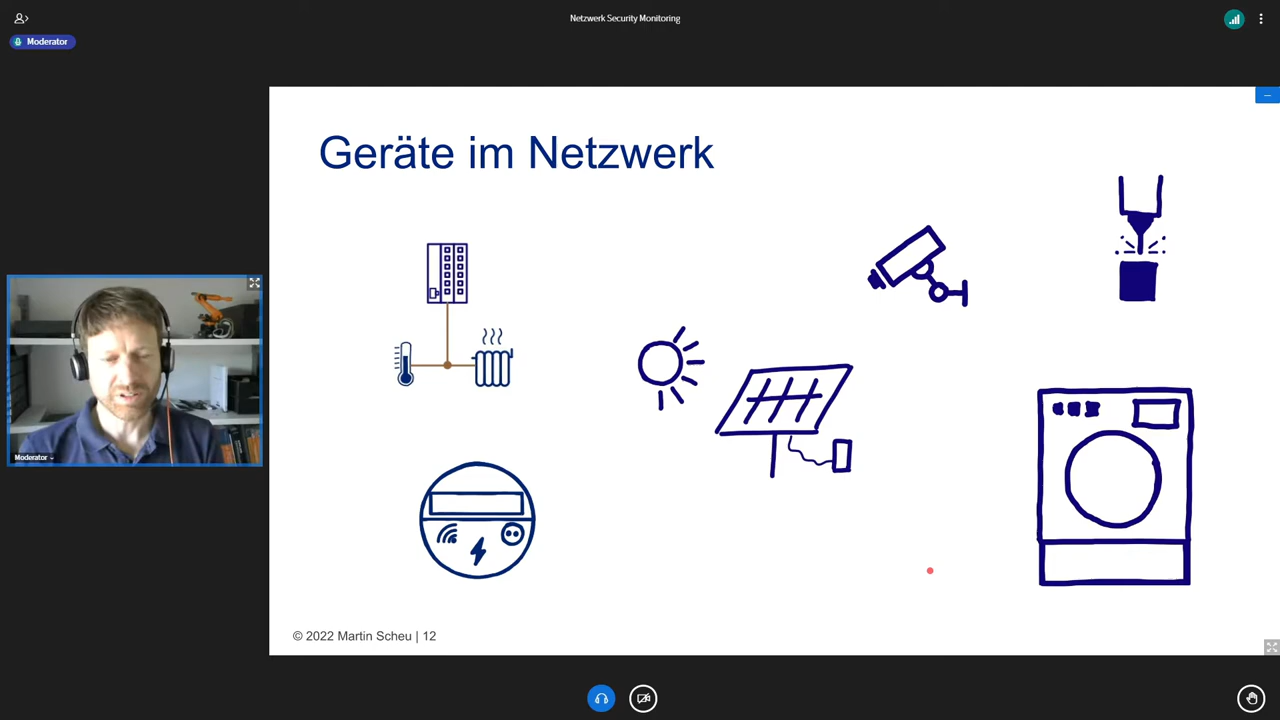 Netzwerk Security Monitoring
Moderator
Geräte im Netzwerk
Moderator
© 2022 Martin Scheu | 12